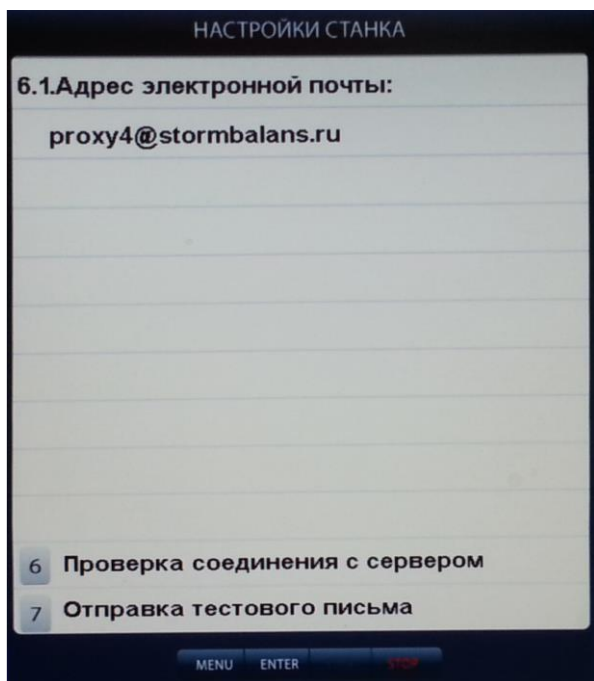 НАСТРОЙКИ СТАНКА
6.1.Адрес электронной почты:
proxy4@stormbalans.ru
6 Проверка соединения с сервером
7 Отправка тестового письма
MENU ENTER STOP